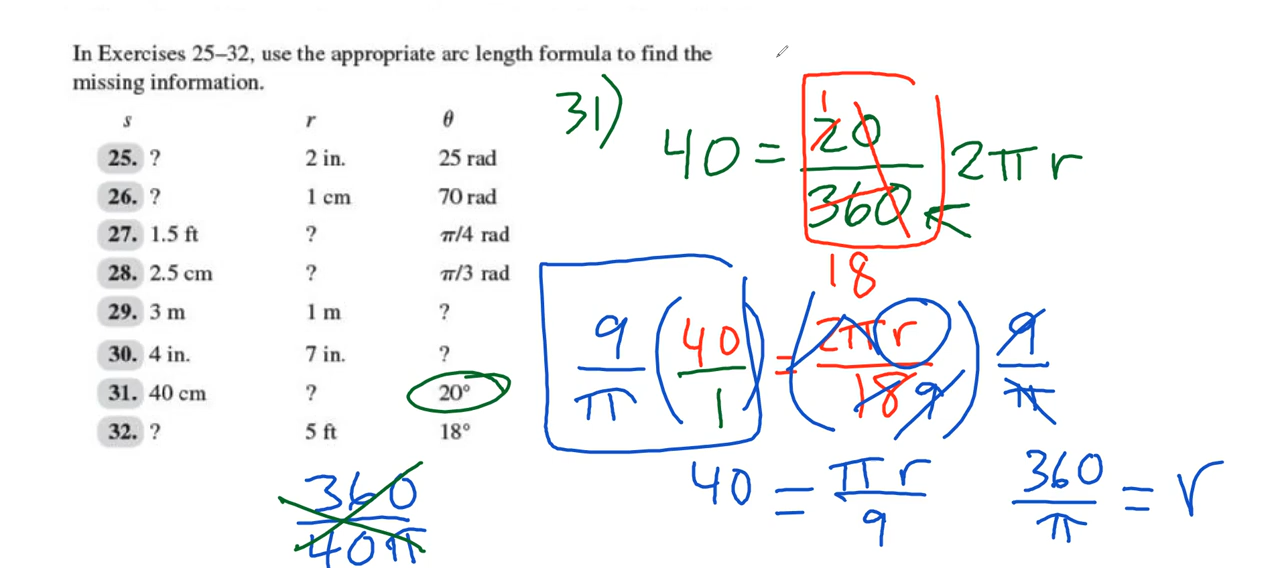 In Exercises 25–32, use the appropriate arc length formula to find the
missing information.
s r θ
25. ? 2 in. 25 rad
26. ? 1 cm 70 rad
27. 1.5 ft ? π/4 rad
28. 2.5 cm ? π/3 rad
29. 3 m 1 m ?
30. 4 in. 7 in. ?
31. 40 cm ? 20°
32. ? 5 ft 18°
360
40π
31)
1
40 = 20/360 2πr
18
9/π (40/1) = (2πr/18 9) 9/π
40 = πr/9
360/π = r